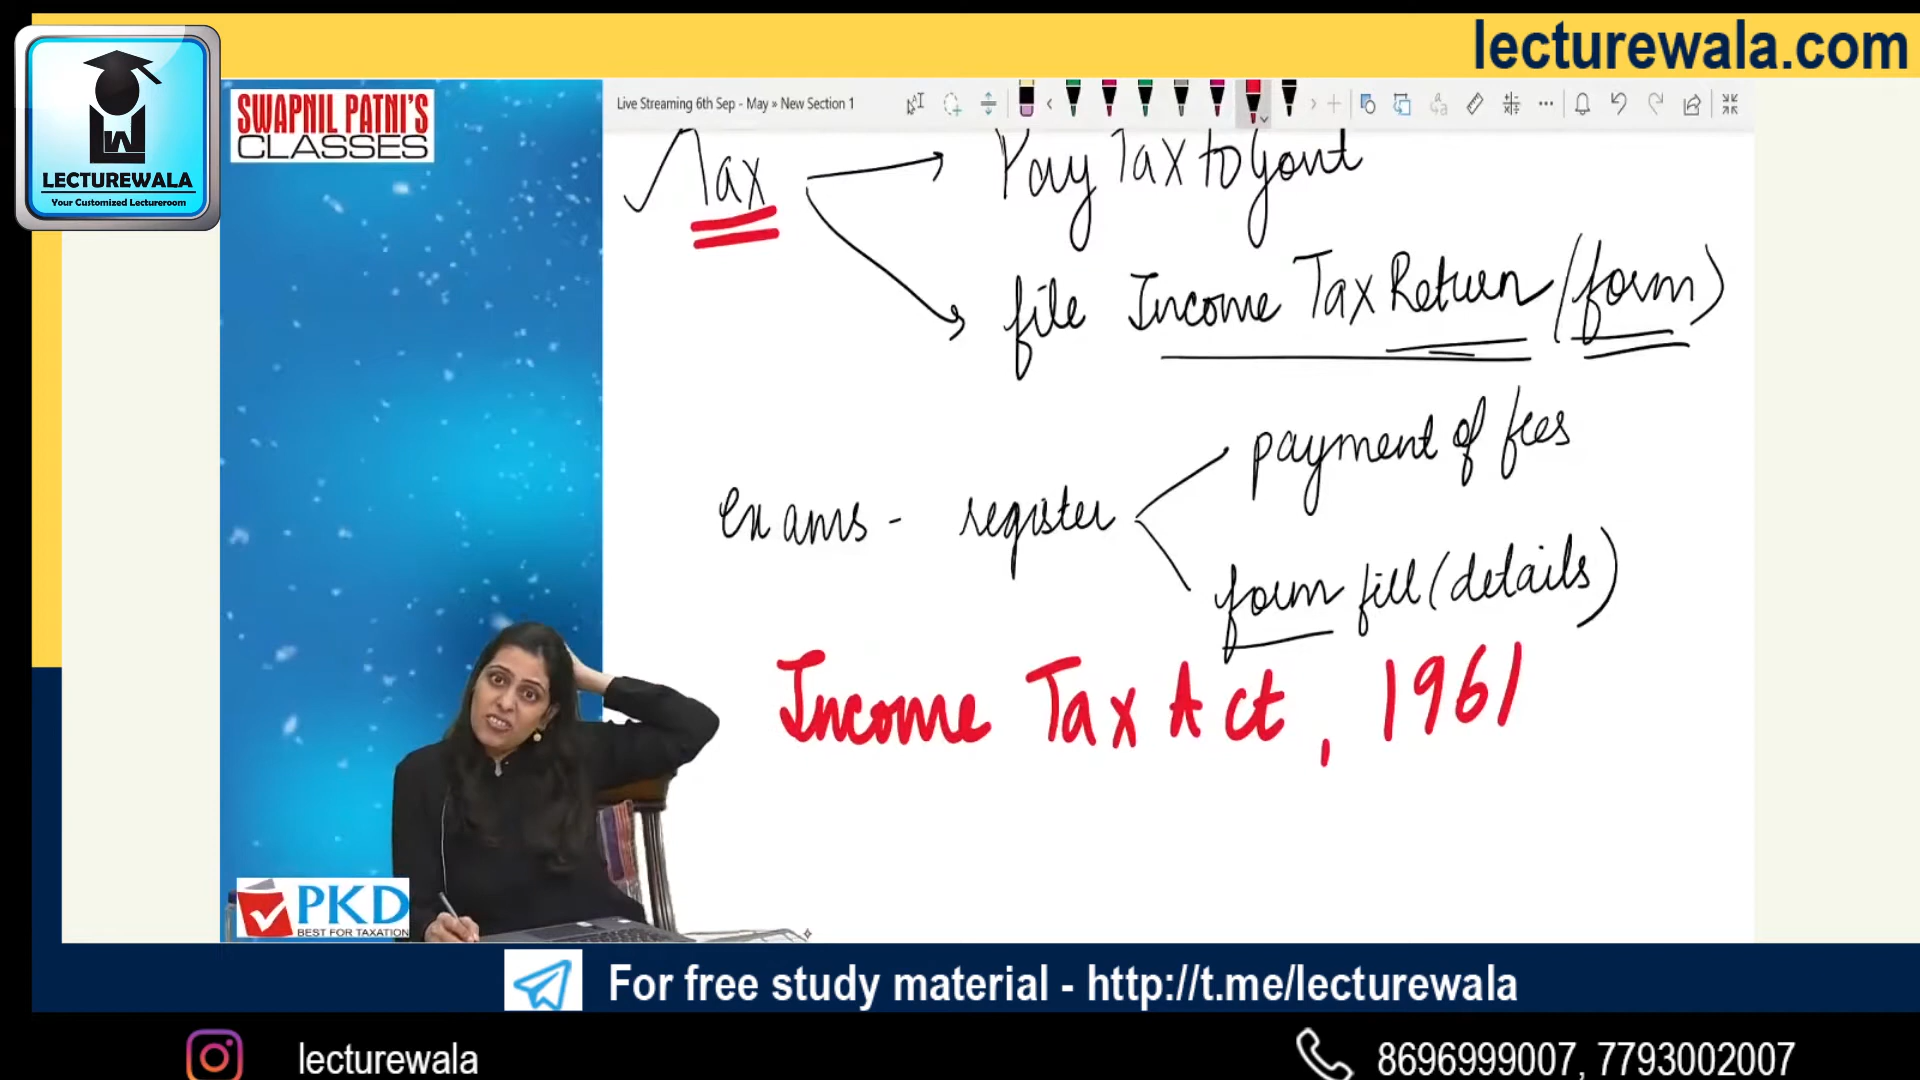 lecturewala.com
LW
LECTUREWALA
Your Customized Lectureroom
SWAPNIL PATNI'S
CLASSES
Live Streaming 6th Sep - May » New Section 1
Tax
Pay Tax to Govt
file Income Tax Return (form)
exams - register
payment of fees
form fill (details)
Income Tax Act, 1961
PKD
BEST FOR TAXATION
For free study material - http://t.me/lecturewala
lecturewala
8696999007, 7793002007